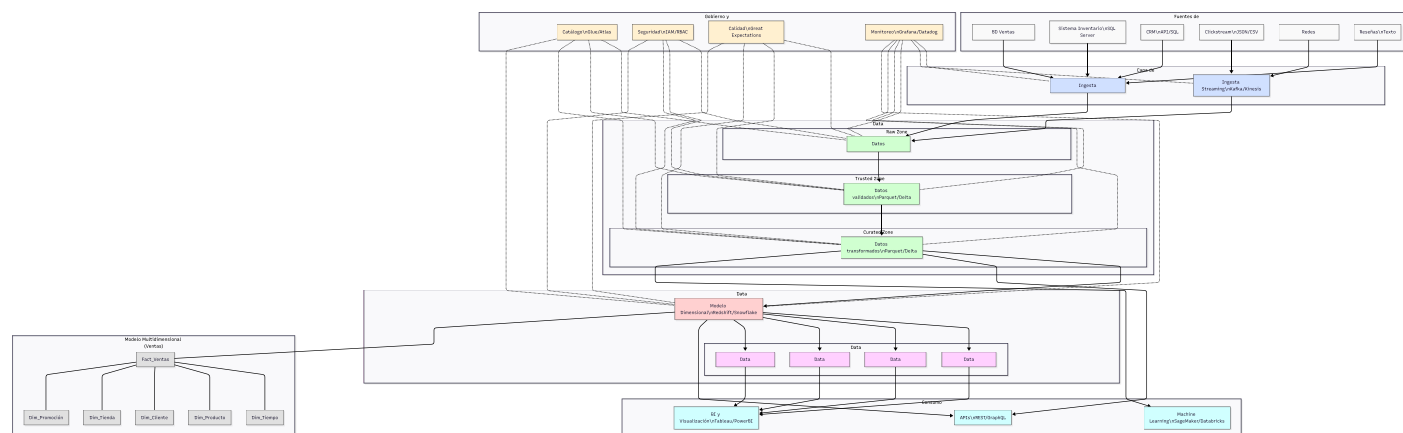 Gobierno y
Fuentes de
Catálogo\nGlue/Atlas
Seguridad\nIAM/RBAC
Calidad\nGreat
Expectations
Monitoreo\nGrafana/Datadog
BD Ventas
Sistema Inventario\nSQL
Server
CRM\nAPI/SQL
Clickstream\nJSON/CSV
Redes
Reseñas\nTexto
Capa de
Ingesta
Ingesta
Streaming\nKafka/Kinesis
Data
Raw Zone
Datos
Trusted Zone
Datos
validados\nParquet/Delta
Curated Zone
Datos
transformados\nParquet/Delta
Data
Modelo
Dimensional\nRedshift/Snowflake
Modelo Multidimensional
(Ventas)
Fact_Ventas
Data
Data
Data
Data
Data
Dim_Promoción
Dim_Tienda
Dim_Cliente
Dim_Producto
Dim_Tiempo
Consumo
BI y
Visualización\nTableau/PowerBI
APIs\nREST/GraphQL
Machine
Learning\nSageMaker/Databricks